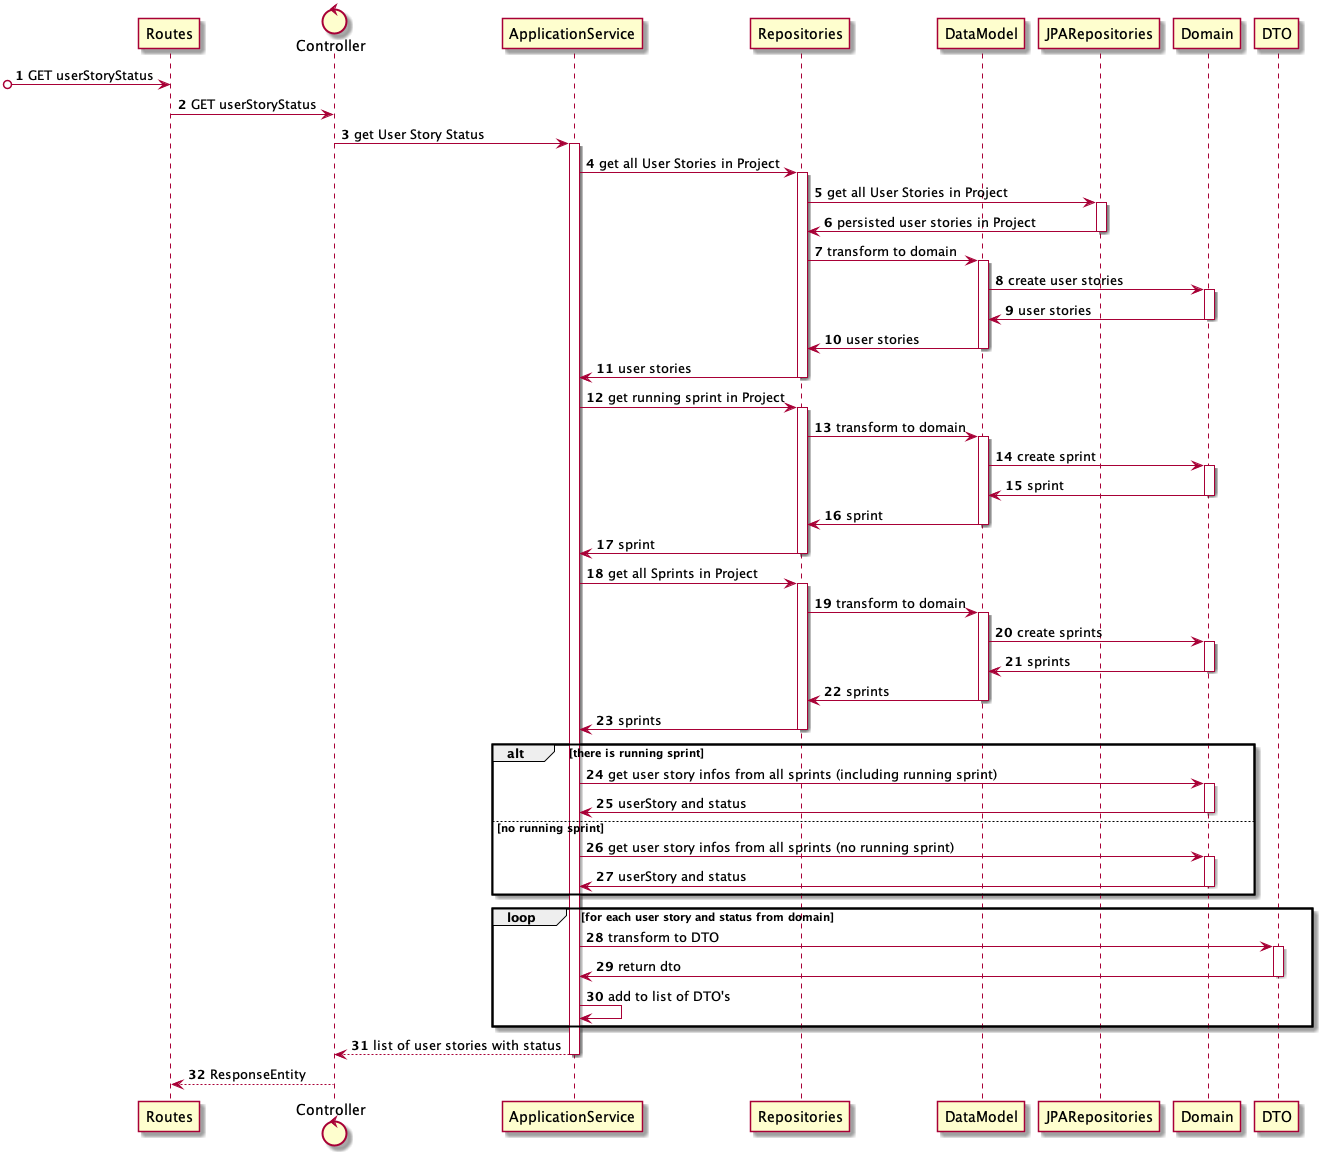 Routes
Controller
ApplicationService
Repositories
DataModel
JPARepositories
Domain
DTO
1 GET userStoryStatus
2 GET userStoryStatus
3 get User Story Status
4 get all User Stories in Project
5 get all User Stories in Project
6 persisted user stories in Project
7 transform to domain
8 create user stories
9 user stories
10 user stories
11 user stories
12 get running sprint in Project
13 transform to domain
14 create sprint
15 sprint
16 sprint
17 sprint
18 get all Sprints in Project
19 transform to domain
20 create sprints
21 sprints
22 sprints
23 sprints
alt [there is running sprint]
24 get user story infos from all sprints (including running sprint)
25 userStory and status
[no running sprint]
26 get user story infos from all sprints (no running sprint)
27 userStory and status
loop [for each user story and status from domain]
28 transform to DTO
29 return dto
30 add to list of DTO's
31 list of user stories with status
32 ResponseEntity
Routes
Controller
ApplicationService
Repositories
DataModel
JPARepositories
Domain
DTO